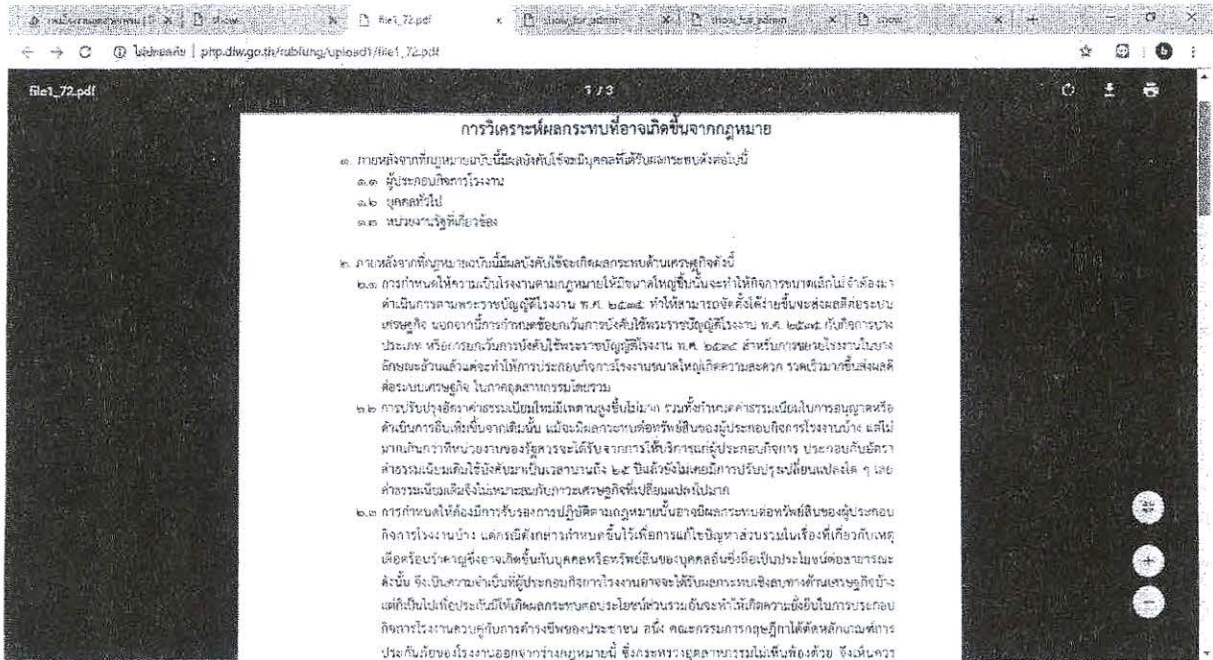 show
file1_72.pdf
show_for_admin
show_for_admin
show
ไม่ปลอดภัย | php.diw.go.th/rubfung/upload1/file1_72.pdf
file1_72.pdf
1 / 3
การวิเคราะห์ผลกระทบที่อาจเกิดขึ้นจากกฎหมาย
๑. ภายหลังจากที่กฎหมายฉบับนี้มีผลบังคับใช้จะมีบุคคลที่ได้รับผลกระทบดังต่อไปนี้
๑.๑ ผู้ประกอบกิจการโรงงาน
๑.๒ บุคคลทั่วไป
๑.๓ หน่วยงานรัฐที่เกี่ยวข้อง
๒. ภายหลังจากที่กฎหมายฉบับนี้มีผลบังคับใช้จะเกิดผลกระทบด้านเศรษฐกิจดังนี้
๒.๑ การกำหนดให้ความเป็นโรงงานตามกฎหมายให้มีขนาดใหญ่ขึ้นนั้นจะทำให้กิจการขนาดเล็กไม่จำต้องมา
ดำเนินการตามพระราชบัญญัติโรงงาน พ.ศ. ๒๕๓๕ ทำให้สามารถจัดตั้งได้ง่ายขึ้นจะส่งผลดีต่อระบบ
เศรษฐกิจ นอกจากนี้การกำหนดข้อยกเว้นการบังคับใช้พระราชบัญญัติโรงงาน พ.ศ. ๒๕๓๕ กับกิจการบาง
ประเภท หรือการยกเว้นการบังคับใช้พระราชบัญญัติโรงงาน พ.ศ. ๒๕๓๕ สำหรับการขยายโรงงานในบาง
ลักษณะล้วนแล้วแต่จะทำให้การประกอบกิจการโรงงานขนาดใหญ่เกิดความสะดวก รวดเร็วมากขึ้นส่งผลดี
ต่อระบบเศรษฐกิจ ในภาคอุตสาหกรรมโดยรวม
๒.๒ การปรับปรุงอัตราค่าธรรมเนียมใหม่มีเพดานสูงขึ้นไม่มาก รวมทั้งกำหนดค่าธรรมเนียมในการอนุญาตหรือ
ดำเนินการอื่นเพิ่มขึ้นจากเดิมนั้น แม้จะมีผลกระทบต่อทรัพย์สินของผู้ประกอบกิจการโรงงานบ้าง แต่ไม่
มากเกินกว่าที่หน่วยงานของรัฐควรจะได้รับจากการให้บริการแก่ผู้ประกอบกิจการ ประกอบกับอัตรา
ค่าธรรมเนียมเดิมใช้บังคับมาเป็นเวลานานถึง ๒๕ ปีแล้วยังไม่เคยมีการปรับปรุงเปลี่ยนแปลงใด ๆ เลย
ค่าธรรมเนียมเดิมจึงไม่เหมาะสมกับภาวะเศรษฐกิจที่เปลี่ยนแปลงไปมาก
๒.๓ การกำหนดให้ต้องมีการรับรองการปฏิบัติตามกฎหมายนั้นอาจมีผลกระทบต่อทรัพย์สินของผู้ประกอบ
กิจการโรงงานบ้าง แต่กรณีดังกล่าวกำหนดขึ้นไว้เพื่อการแก้ไขปัญหาส่วนรวมในเรื่องที่เกี่ยวกับเหตุ
เดือดร้อนรำคาญซึ่งอาจเกิดขึ้นกับบุคคลหรือทรัพย์สินของบุคคลอื่นซึ่งถือเป็นประโยชน์ต่อสาธารณะ
ดังนั้น จึงเป็นความจำเป็นที่ผู้ประกอบกิจการโรงงานอาจจะได้รับผลกระทบเชิงลบทางด้านเศรษฐกิจบ้าง
แต่ก็เป็นไปเพื่อประกันมิให้เกิดผลกระทบต่อประโยชน์ส่วนรวม อันจะทำให้เกิดความยั่งยืนในการประกอบ
กิจการโรงงานควบคู่กับการดำรงชีพของประชาชน อนึ่ง คณะกรรมการกฤษฎีกาได้ตัดหลักเกณฑ์การ
ประกันภัยของโรงงานออกจากร่างกฎหมายนี้ ซึ่งกระทรวงอุตสาหกรรมไม่เห็นพ้องด้วย จึงเห็นควร